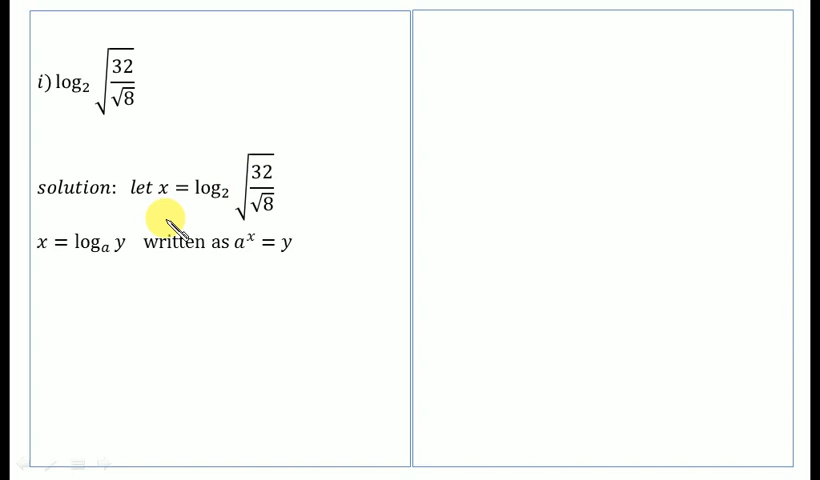 i) log₂ √(32/√8)
solution: let x = log₂ √(32/√8)
x = logₐ y written as aˣ = y